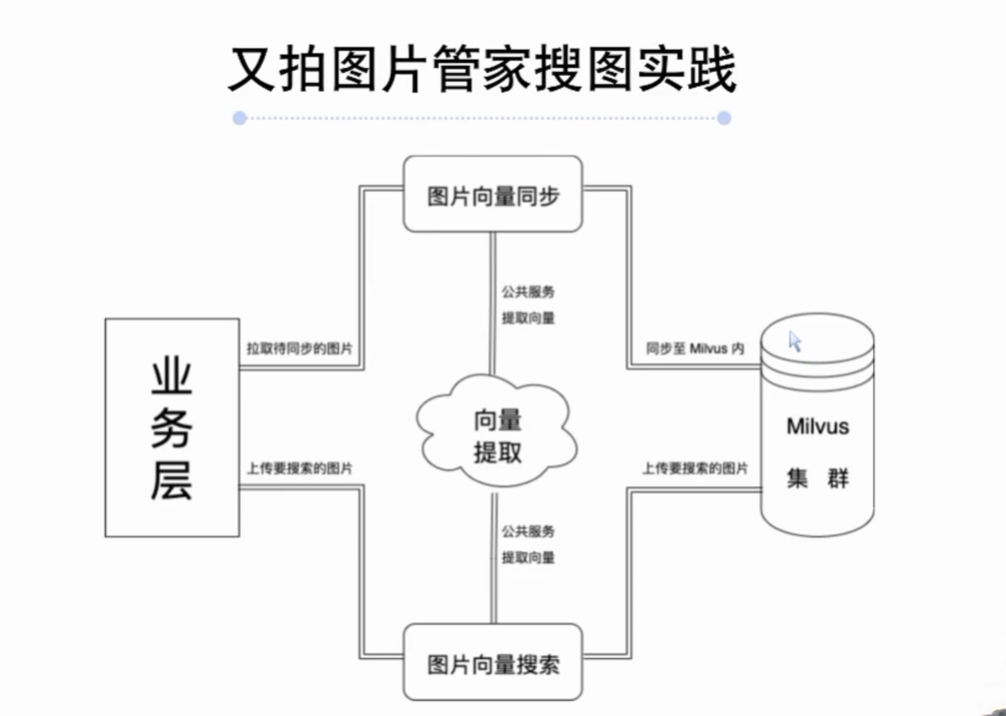 又拍图片管家搜图实践
图片向量同步
公共服务
提取向量
拉取待同步的图片
同步至 Milvus 内
业
务
层
向量
提取
Milvus
集 群
上传要搜索的图片
上传要搜索的图片
公共服务
提取向量
图片向量搜索